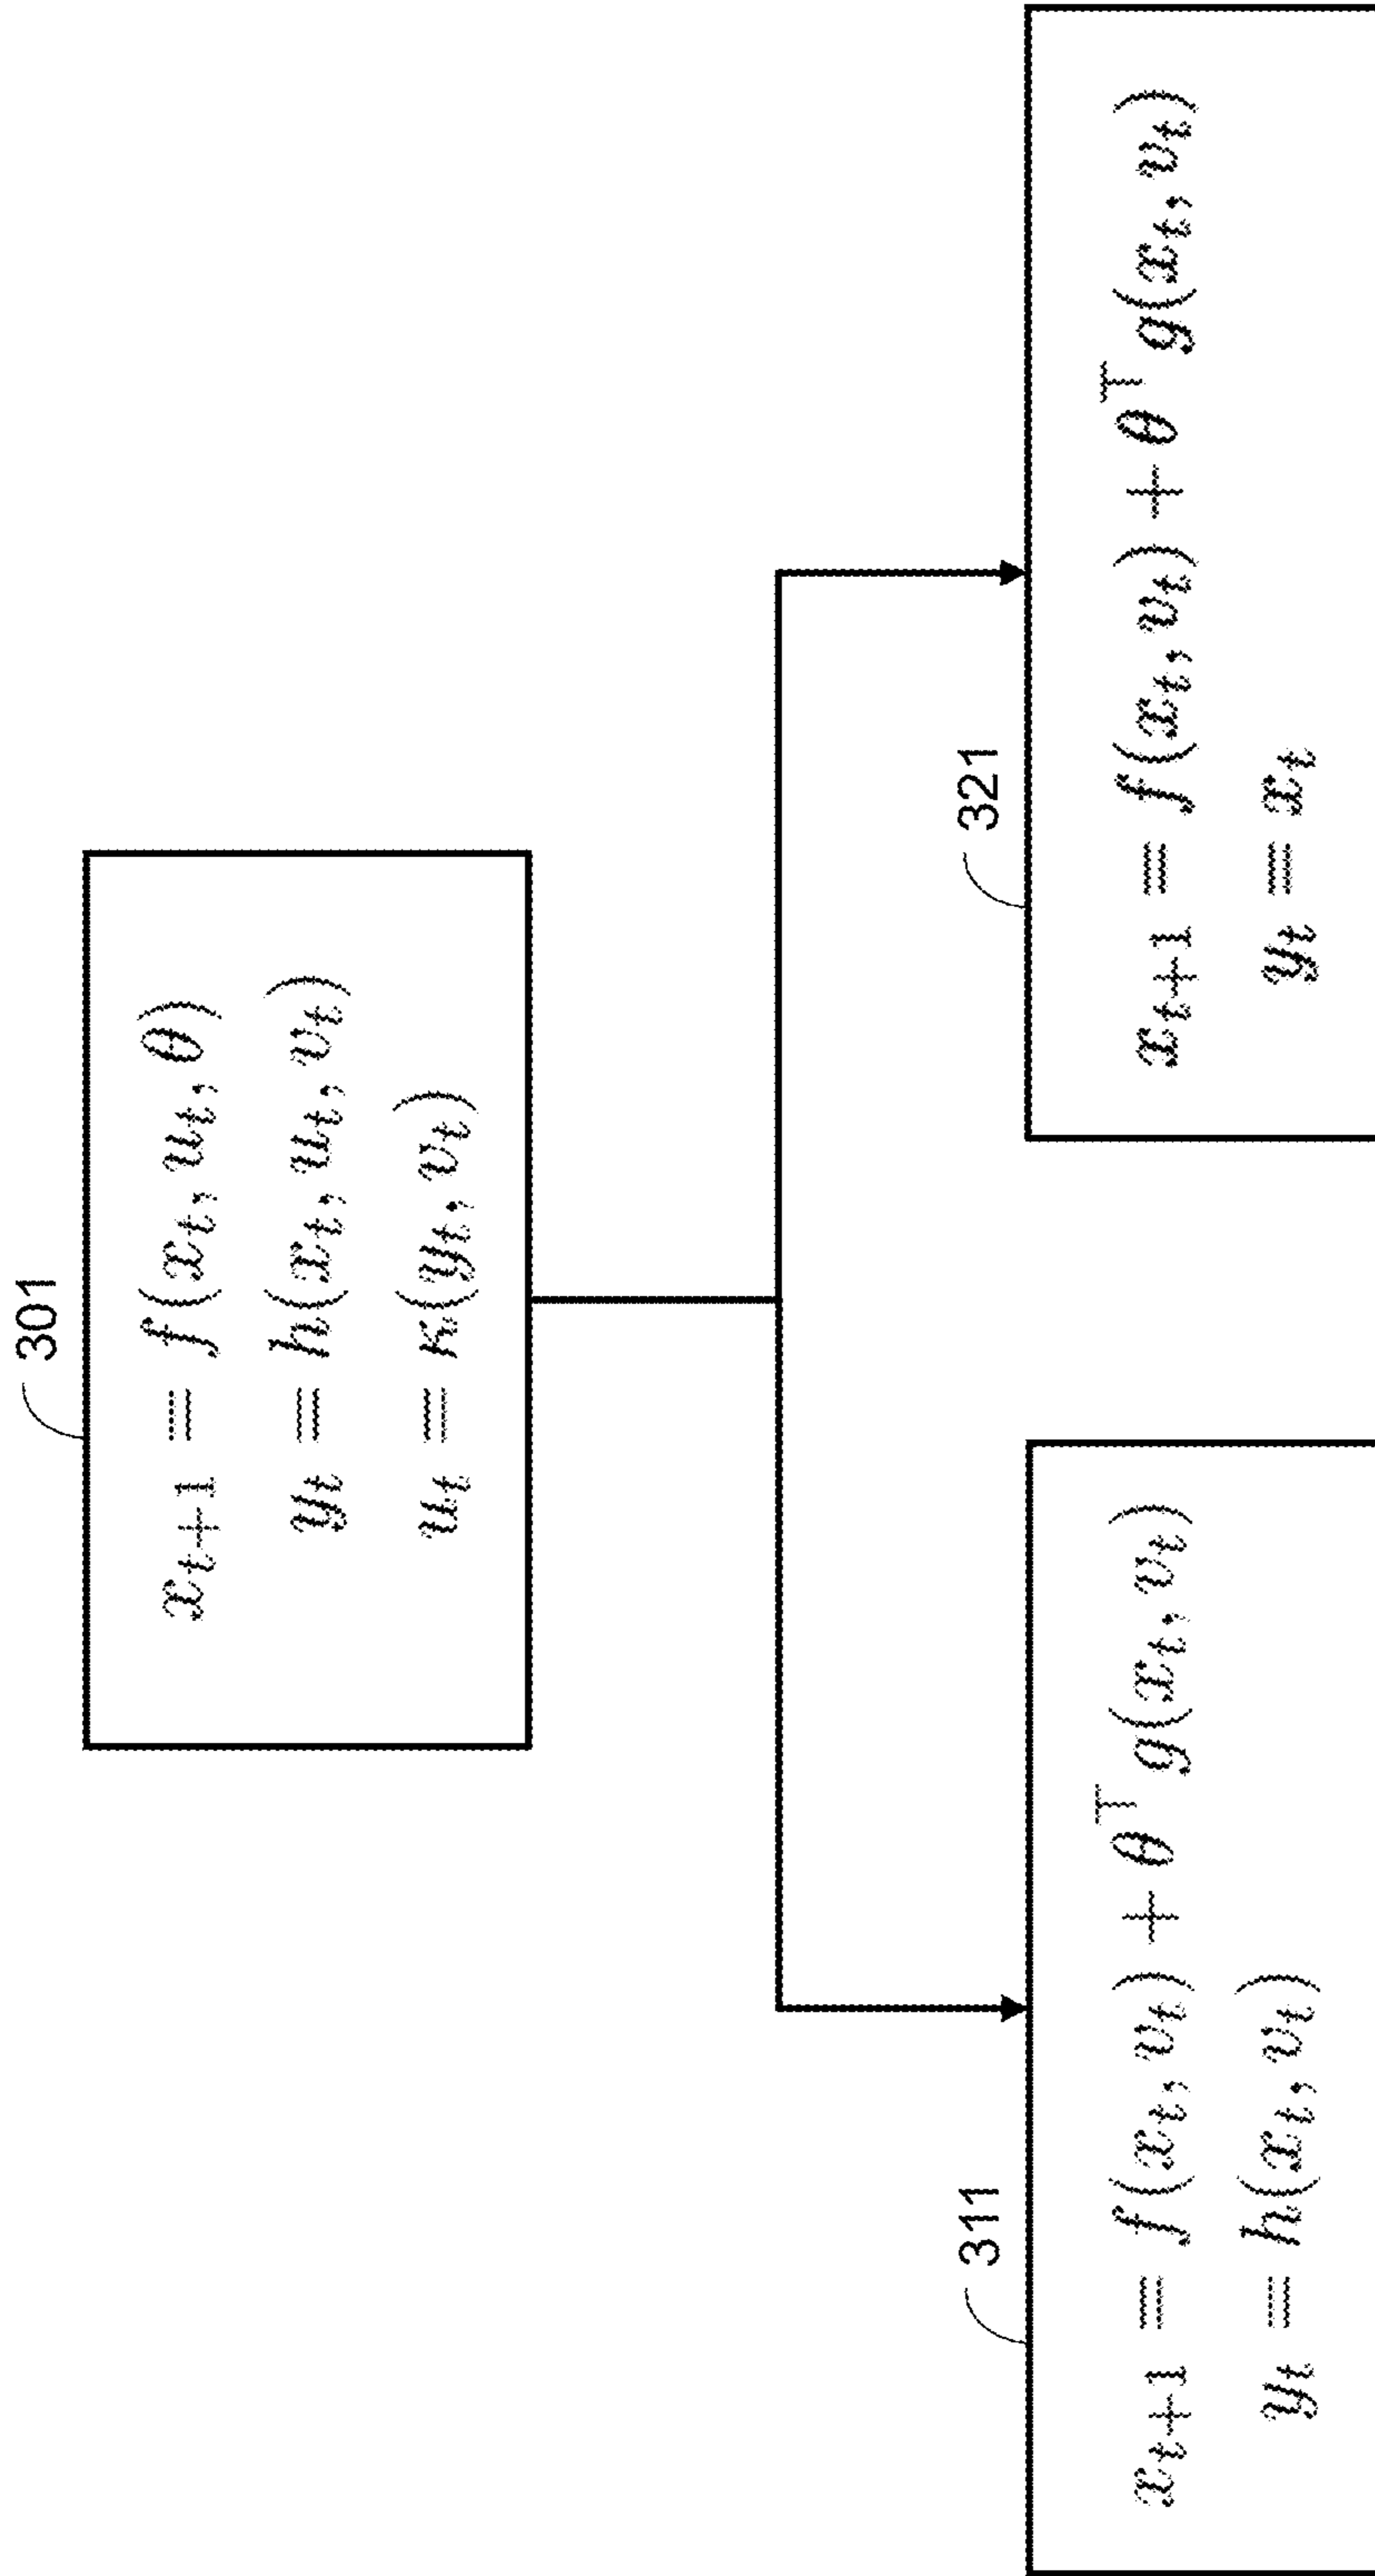 301
x_{t+1} = f(x_t, u_t, θ)
y_t = h(x_t, u_t, v_t)
u_t = κ(y_t, v_t)
311
x_{t+1} = f(x_t, v_t) + θ^⊤ g(x_t, v_t)
y_t = h(x_t, v_t)
321
x_{t+1} = f(x_t, v_t) + θ^⊤ g(x_t, v_t)
y_t = x_t